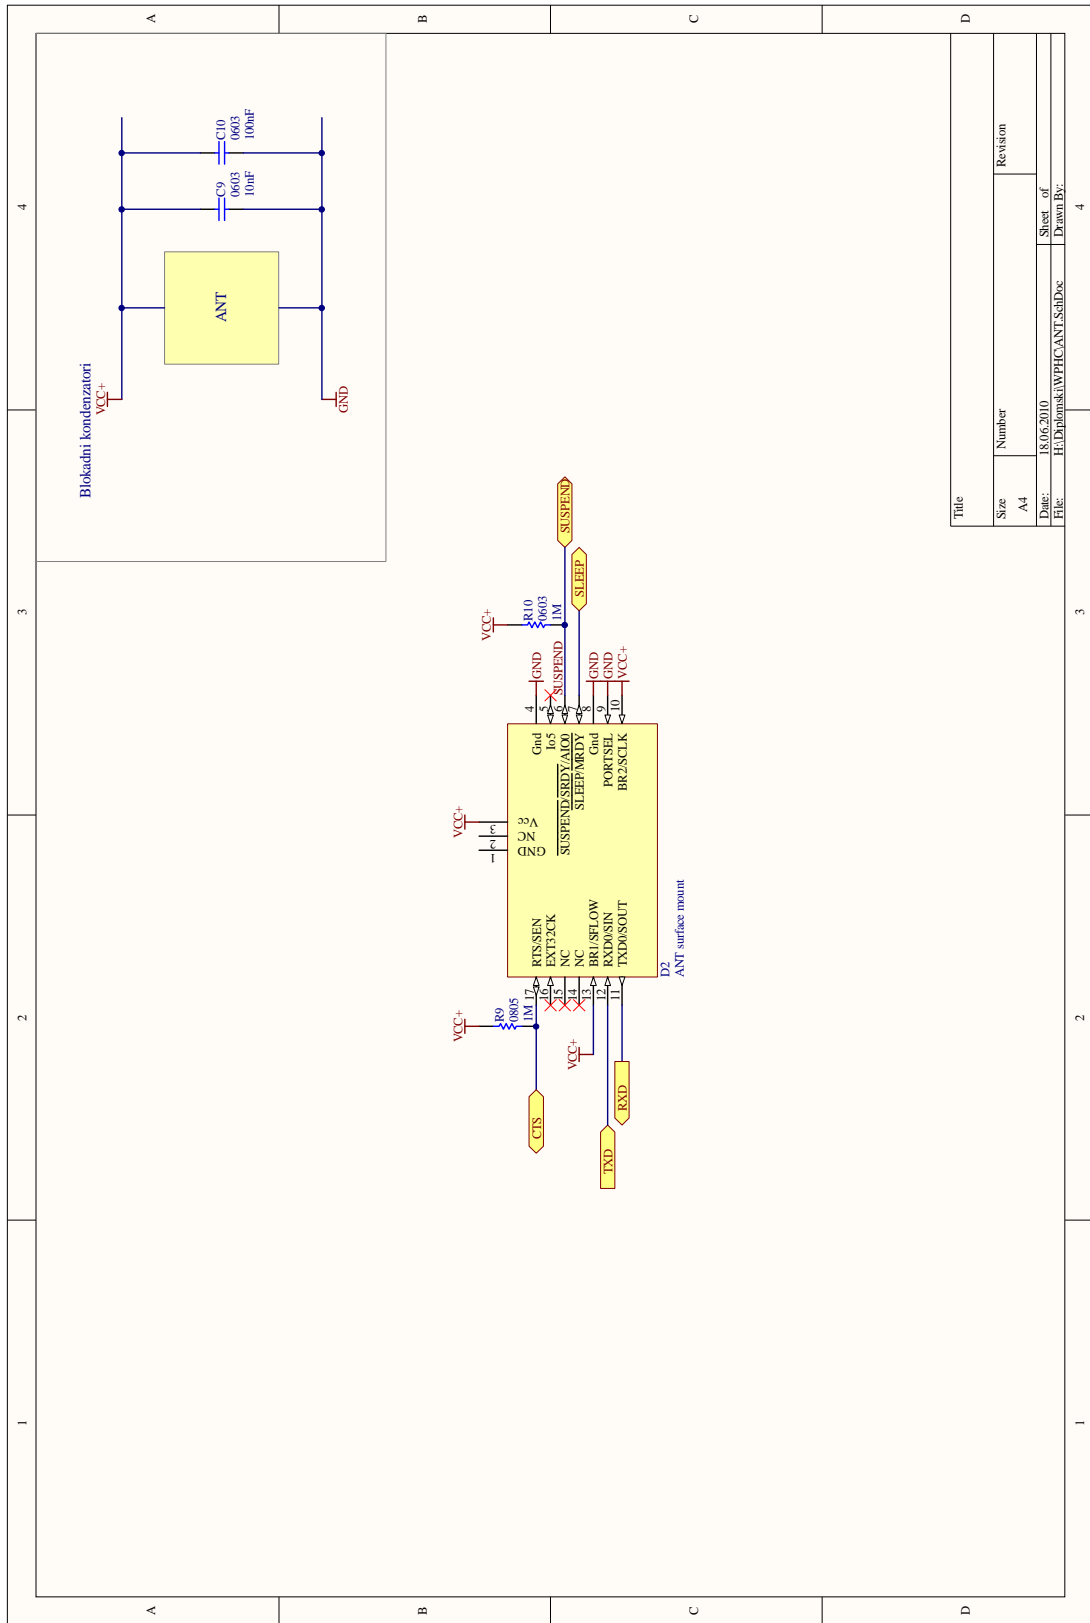 1
2
3
4
A
A
B
B
C
C
D
D
1
2
3
4
Blokadni kondenzatori
VCC+
ANT
C9
0603
10nF
C10
0603
100nF
GND
VCC+
R9
0805
1M
CTS
VCC+
TXD
RXD
17
16
15
14
13
12
11
RTS/SEN
EXT32CK
NC
NC
BR1/SFLOW
RXD0/SIN
TXD0/SOUT
D2
ANT surface mount
VCC+
1
2
3
GND
NC
Vcc
Gnd
Io5
SUSPEND/SRDY/AIO0
SLEEP/MRDY
Gnd
PORTSEL
BR2/SCLK
4
5
6
7
8
9
10
GND
SUSPEND
GND
GND
VCC+
VCC+
R10
0603
1M
SUSPEND
SLEEP
Title
Size
Number
Revision
A4
Date:
18.06.2010
Sheet of
File:
H:\Diplomski\WPHC\ANT.SchDoc
Drawn By: